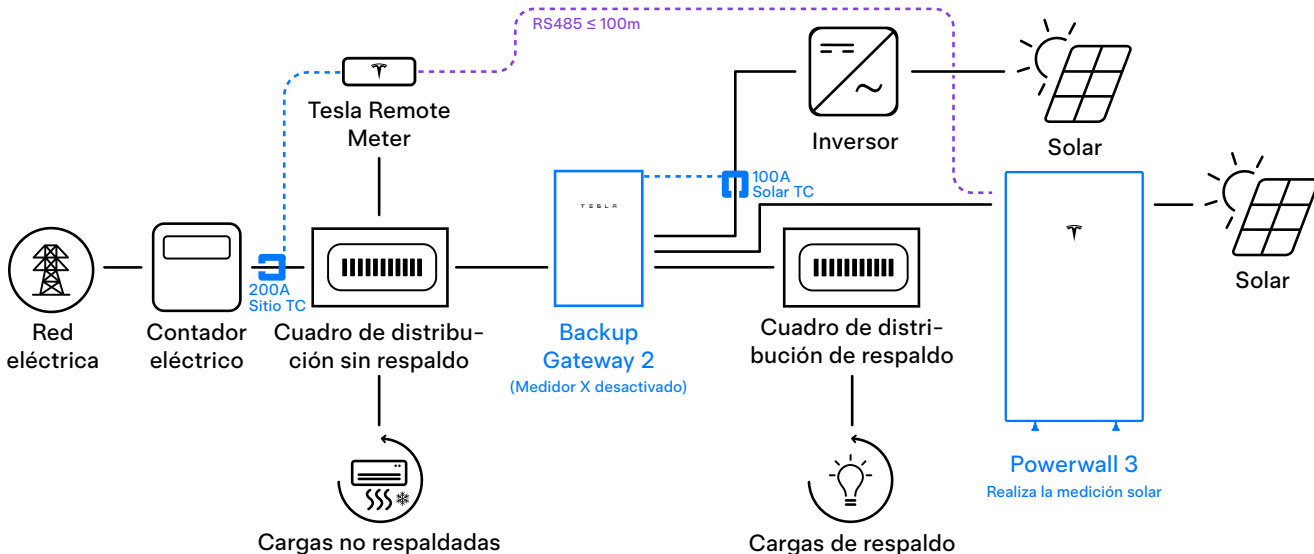 RS485 ≤ 100m
Tesla Remote
Meter
Inversor
Solar
100A
Solar TC
TESLA
200A
Sitio TC
Solar
Red
eléctrica
Contador
eléctrico
Cuadro de distribu-
ción sin respaldo
Backup
Gateway 2
(Medidor X desactivado)
Cuadro de distri-
bución de respaldo
Powerwall 3
Realiza la medición solar
Cargas no respaldadas
Cargas de respaldo